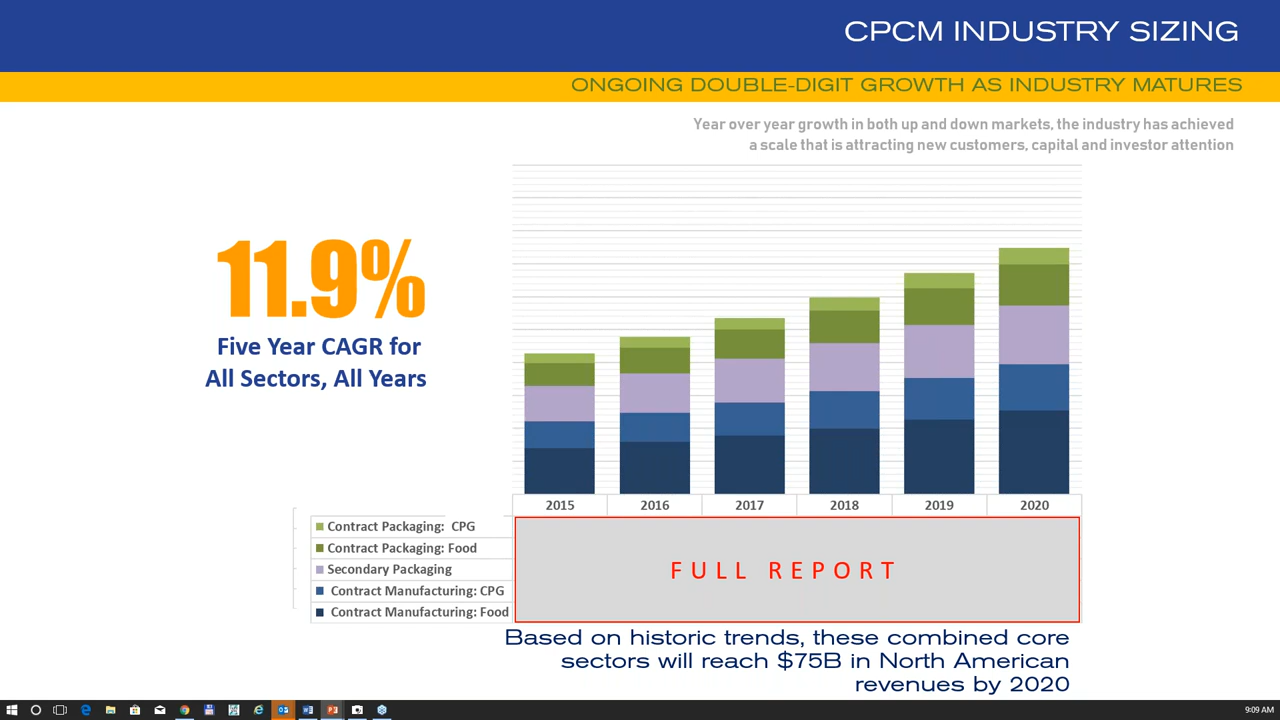 CPCM INDUSTRY SIZING
ONGOING DOUBLE-DIGIT GROWTH AS INDUSTRY MATURES
Year over year growth in both up and down markets, the industry has achieved
a scale that is attracting new customers, capital and investor attention
11.9%
Five Year CAGR for
All Sectors, All Years
2015 2016 2017 2018 2019 2020
Contract Packaging: CPG
Contract Packaging: Food
Secondary Packaging
Contract Manufacturing: CPG
Contract Manufacturing: Food
FULL REPORT
Based on historic trends, these combined core
sectors will reach $75B in North American
revenues by 2020
9:09 AM